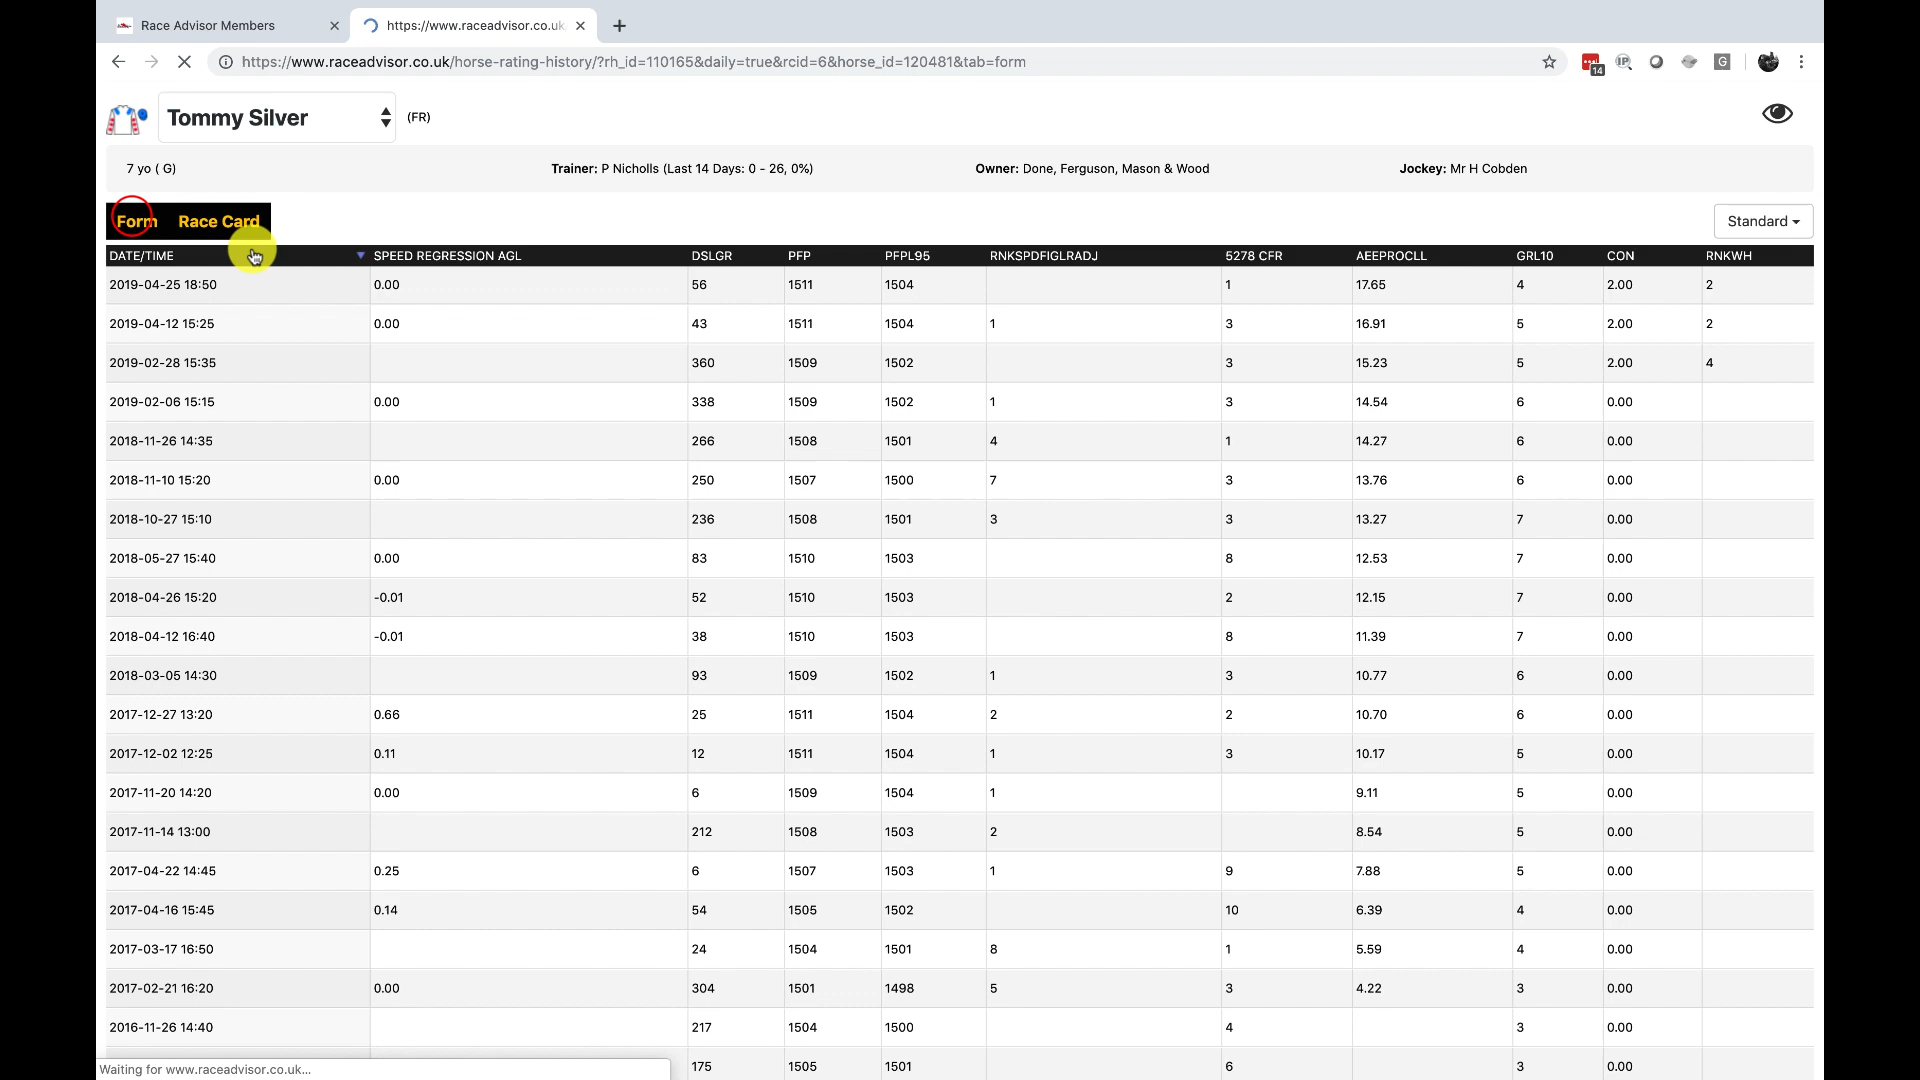 Race Advisor Members
https://www.raceadvisor.co.uk
https://www.raceadvisor.co.uk/horse-rating-history/?rh_id=110165&daily=true&rcid=6&horse_id=120481&tab=form
14
IP
G
Tommy Silver (FR)
7 yo ( G) Trainer: P Nicholls (Last 14 Days: 0 - 26, 0%) Owner: Done, Ferguson, Mason & Wood Jockey: Mr H Cobden
Form Race Card Standard
DATE/TIME SPEED REGRESSION AGL DSLGR PFP PFPL95 RNKSPDFIGLRADJ 5278 CFR AEEPROCLL GRL10 CON RNKWH
2019-04-25 18:50 0.00 56 1511 1504 1 17.65 4 2.00 2
2019-04-12 15:25 0.00 43 1511 1504 1 3 16.91 5 2.00 2
2019-02-28 15:35 360 1509 1502 3 15.23 5 2.00 4
2019-02-06 15:15 0.00 338 1509 1502 1 3 14.54 6 0.00
2018-11-26 14:35 266 1508 1501 4 1 14.27 6 0.00
2018-11-10 15:20 0.00 250 1507 1500 7 3 13.76 6 0.00
2018-10-27 15:10 236 1508 1501 3 3 13.27 7 0.00
2018-05-27 15:40 0.00 83 1510 1503 8 12.53 7 0.00
2018-04-26 15:20 -0.01 52 1510 1503 2 12.15 7 0.00
2018-04-12 16:40 -0.01 38 1510 1503 8 11.39 7 0.00
2018-03-05 14:30 93 1509 1502 1 3 10.77 6 0.00
2017-12-27 13:20 0.66 25 1511 1504 2 2 10.70 6 0.00
2017-12-02 12:25 0.11 12 1511 1504 1 3 10.17 5 0.00
2017-11-20 14:20 0.00 6 1509 1504 1 9.11 5 0.00
2017-11-14 13:00 212 1508 1503 2 8.54 5 0.00
2017-04-22 14:45 0.25 6 1507 1503 1 9 7.88 5 0.00
2017-04-16 15:45 0.14 54 1505 1502 10 6.39 4 0.00
2017-03-17 16:50 24 1504 1501 8 1 5.59 4 0.00
2017-02-21 16:20 0.00 304 1501 1498 5 3 4.22 3 0.00
2016-11-26 14:40 217 1504 1500 4 3 0.00
175 1505 1501 6 3 0.00
Waiting for www.raceadvisor.co.uk...